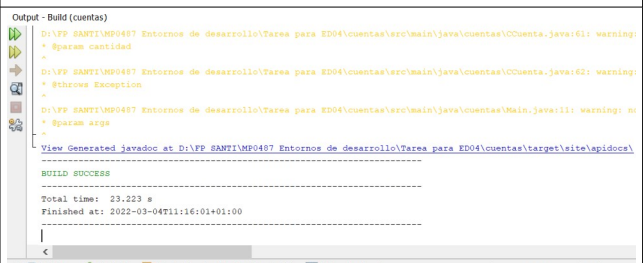 Output - Build (cuentas)
D:\FP SANTI\MP0487 Entornos de desarrollo\Tarea para ED04\cuentas\src\main\java\cuentas\CCuenta.java:61: warning:
* @param cantidad
^
D:\FP SANTI\MP0487 Entornos de desarrollo\Tarea para ED04\cuentas\src\main\java\cuentas\CCuenta.java:62: warning:
* @throws Exception
^
D:\FP SANTI\MP0487 Entornos de desarrollo\Tarea para ED04\cuentas\src\main\java\cuentas\Main.java:11: warning: n
* @param args
^
View Generated javadoc at D:\FP SANTI\MP0487 Entornos de desarrollo\Tarea para ED04\cuentas\target\site\apidocs\
------------------------------------------------------------------------
BUILD SUCCESS
------------------------------------------------------------------------
Total time:  23.223 s
Finished at: 2022-03-04T11:16:01+01:00
------------------------------------------------------------------------